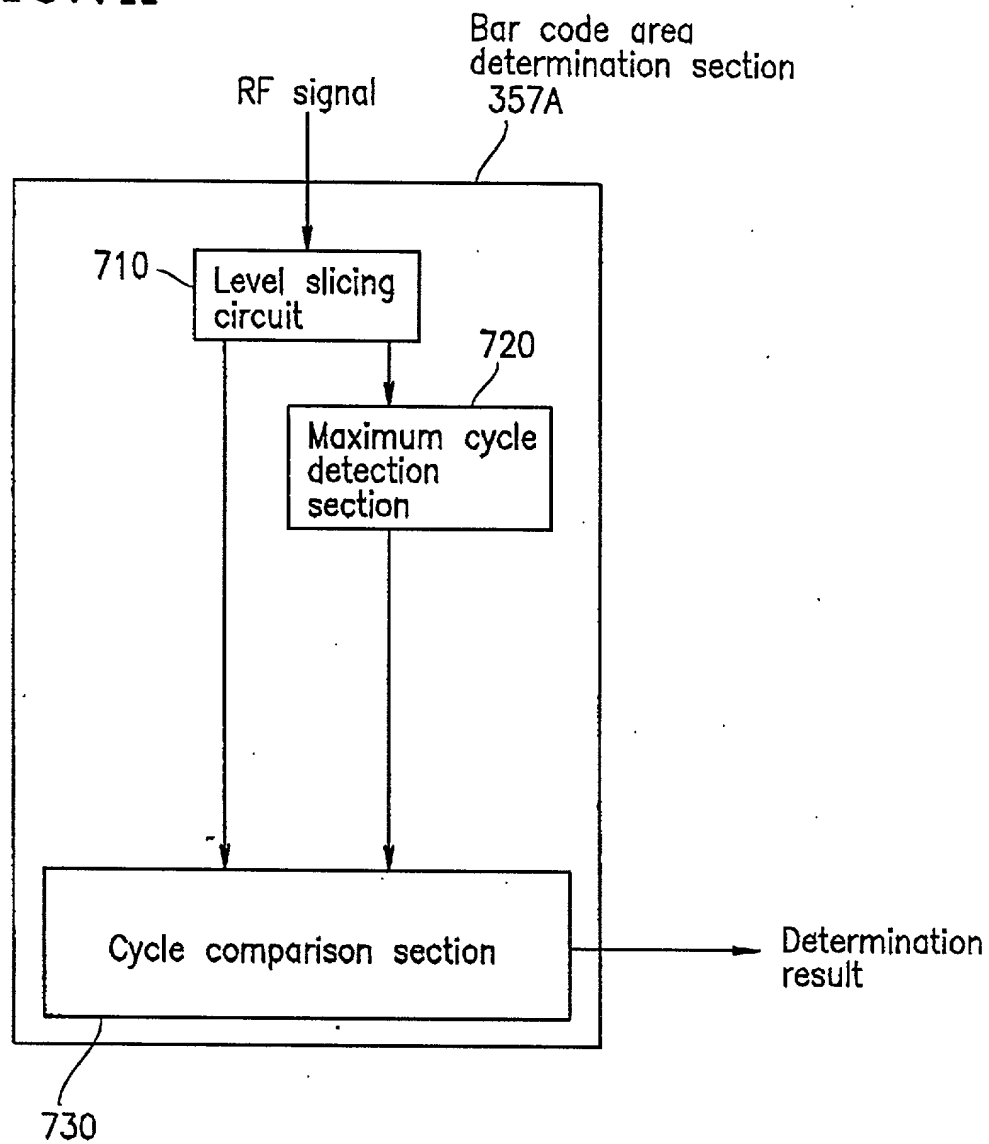 Bar code area
determination section
357A
RF signal
710
Level slicing
circuit
720
Maximum cycle
detection
section
Cycle comparison section
Determination
result
730